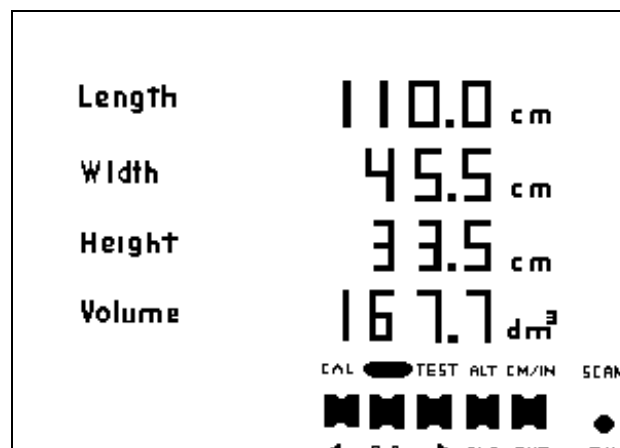 Length 110.0 cm
Width 45.5 cm
Height 33.5 cm
Volume 167.7 dm³
CAL TEST ALT CM/IN SCAN